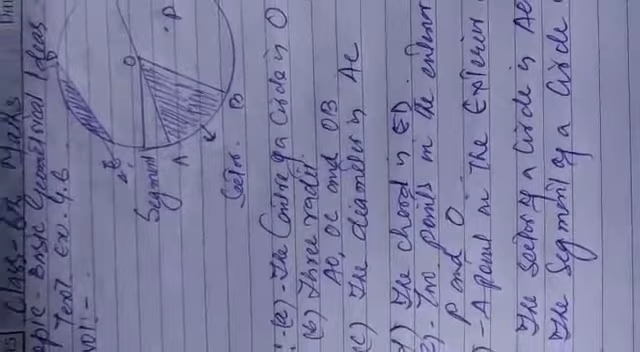 Class - 6th Maths
Topic - Basic Geometrical Ideas
Text Ex. 4.6
Sol:-
O
P
B
A
Segment
Sector
(a) - The Centre of a Circle is O
(b) Three radii
AO, OC and OB
(c) The diameter is AC
The chord is ED
Two points in the
P and O
- A point in the Exterior
The Sector of a Circle is
The Segment of a Circle